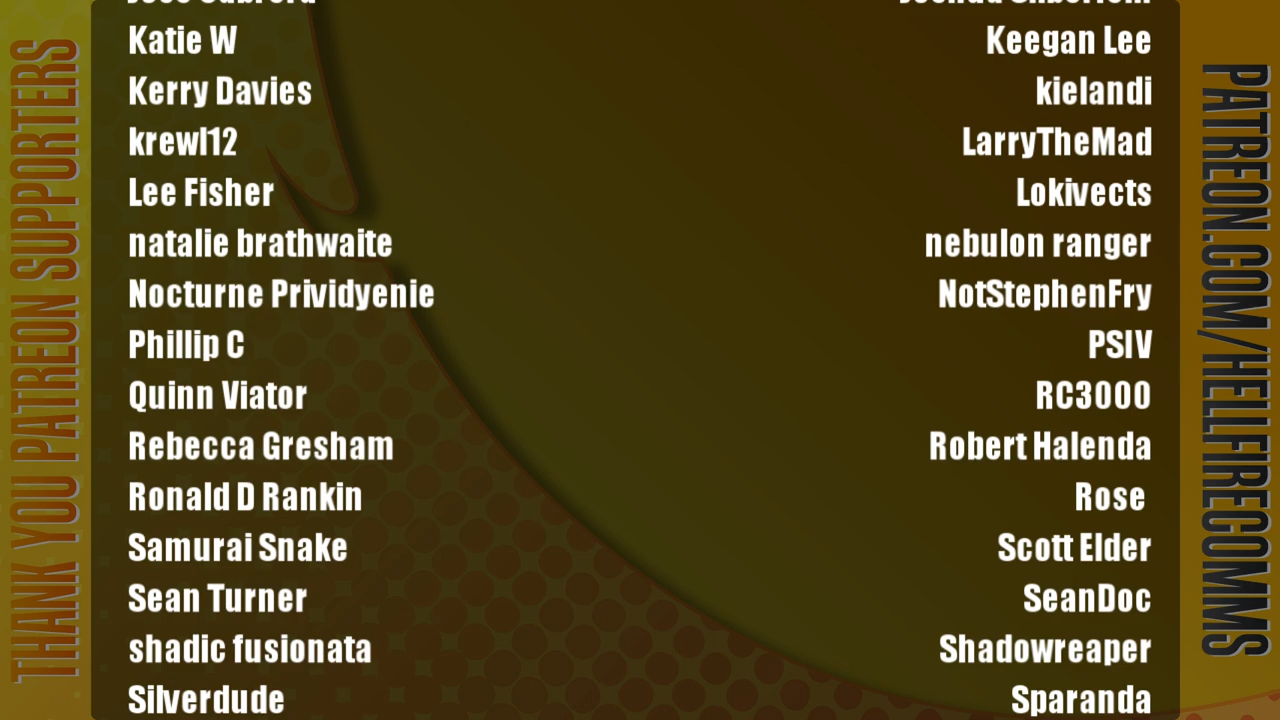 THANK YOU PATREON SUPPORTERS
Katie W
Keegan Lee
Kerry Davies
kielandi
krewl12
LarryTheMad
Lee Fisher
Lokivects
natalie brathwaite
nebulon ranger
Nocturne Prividyenie
NotStephenFry
Phillip C
PSIV
Quinn Viator
RC3000
Rebecca Gresham
Robert Halenda
Ronald D Rankin
Rose
Samurai Snake
Scott Elder
Sean Turner
SeanDoc
shadic fusionata
Shadowreaper
Silverdude
Sparanda
PATREON.COM/HELLFIRECOMMS